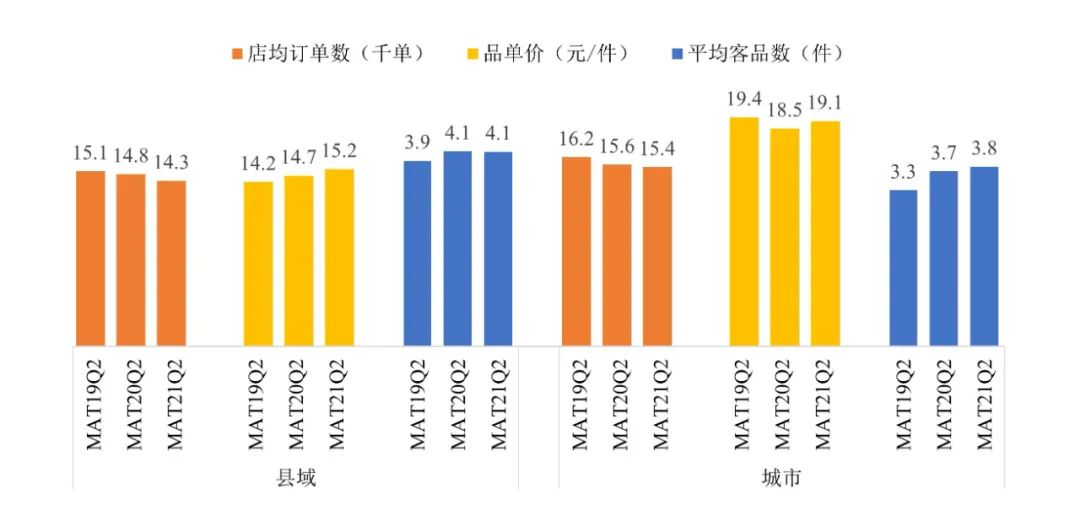 店均订单数（千单） 品单价（元/件） 平均客品数（件）
15.1 14.8 14.3 14.2 14.7 15.2 3.9 4.1 4.1 16.2 15.6 15.4 19.4 18.5 19.1 3.3 3.7 3.8
MAT19Q2 MAT20Q2 MAT21Q2 MAT19Q2 MAT20Q2 MAT21Q2 MAT19Q2 MAT20Q2 MAT21Q2 MAT19Q2 MAT20Q2 MAT21Q2 MAT19Q2 MAT20Q2 MAT21Q2 MAT19Q2 MAT20Q2 MAT21Q2
县域 城市